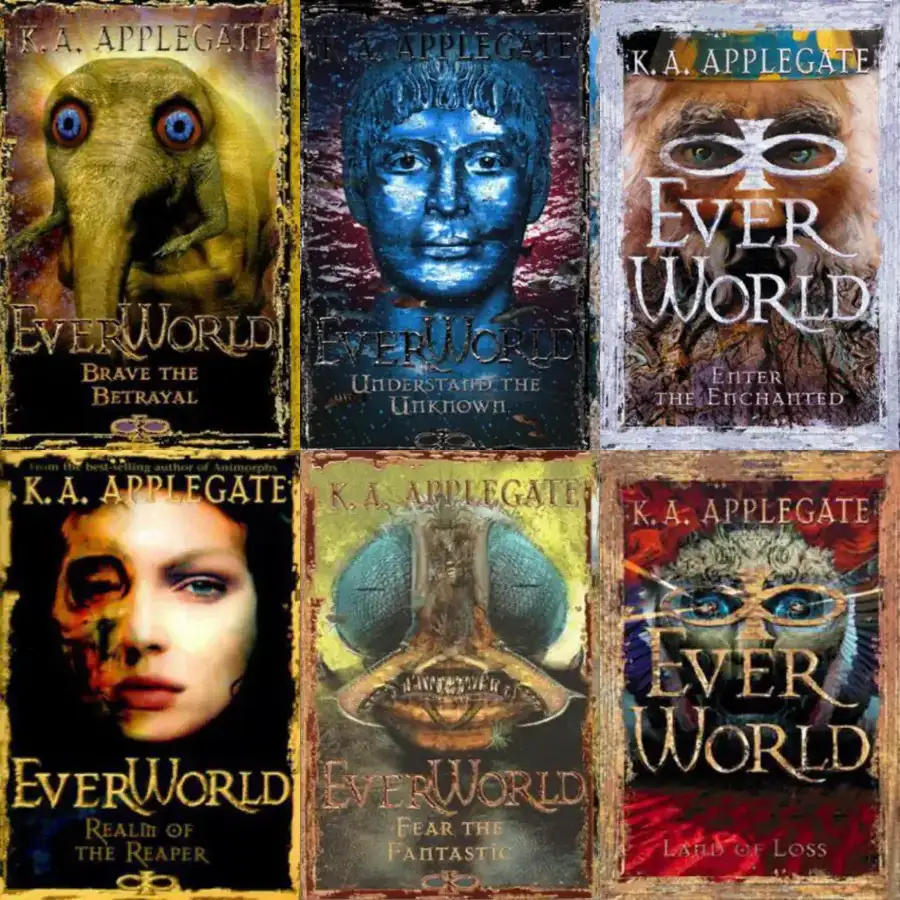 K. A. APPLEGATE
EVERWORLD
BRAVE THE
BETRAYAL
K. A. APPLEGATE
EVERWORLD
UNDERSTAND THE
UNKNOWN
K. A. APPLEGATE
EVER
WORLD
ENTER
THE ENCHANTED
From the best-selling author of Animorphs
K. A. APPLEGATE
EVERWORLD
REALM OF
THE REAPER
K. A. APPLEGATE
EVERWORLD
FEAR THE
FANTASTIC
K. A. APPLEGATE
EVER
WORLD
LAND OF LOSS